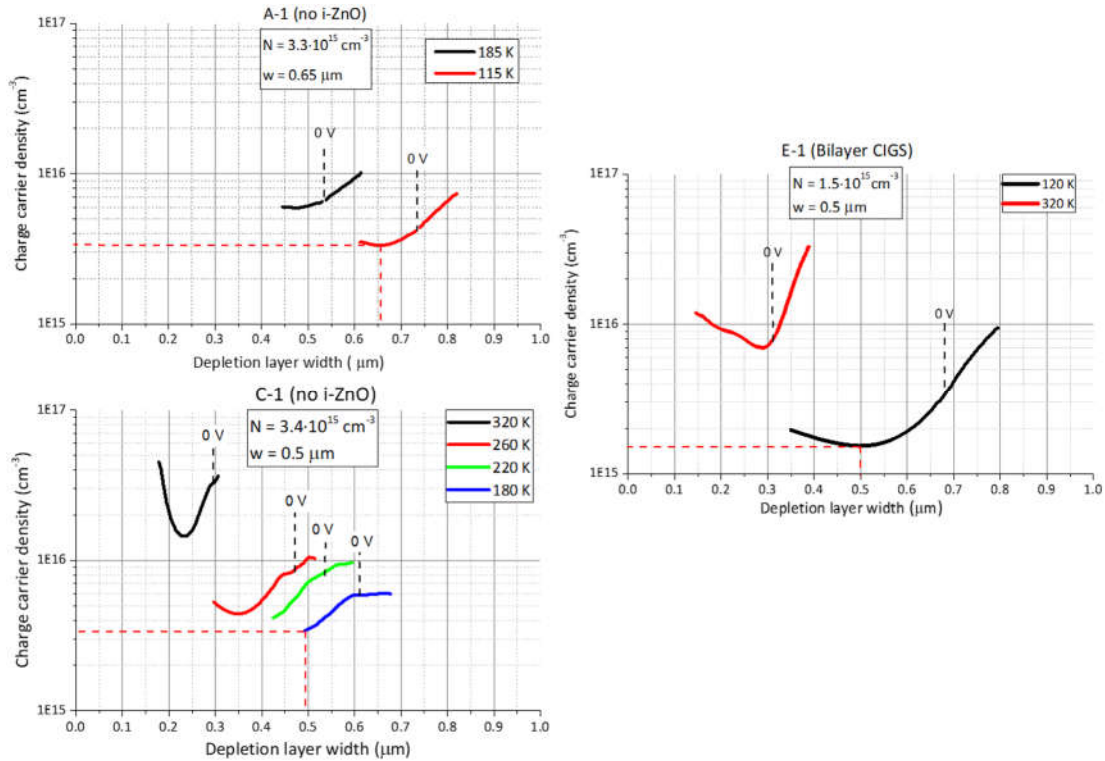 A-1 (no i-ZnO)
1E17
N = 3.3·10¹⁵ cm⁻³
w = 0.65 μm
185 K
115 K
Charge carrier density (cm⁻³)
0 V
0 V
1E16
1E15
0.0 0.1 0.2 0.3 0.4 0.5 0.6 0.7 0.8 0.9 1.0
Depletion layer width ( μm)
C-1 (no i-ZnO)
1E17
N = 3.4·10¹⁵ cm⁻³
w = 0.5 μm
320 K
260 K
220 K
180 K
Charge carrier density (cm⁻³)
0 V
0 V
0 V
0 V
1E16
1E15
0.0 0.1 0.2 0.3 0.4 0.5 0.6 0.7 0.8 0.9 1.0
Depletion layer width (μm)
E-1 (Bilayer CIGS)
1E17
N = 1.5·10¹⁵ cm⁻³
w = 0.5 μm
120 K
320 K
Charge carrier density (cm⁻³)
0 V
0 V
1E16
1E15
0.0 0.1 0.2 0.3 0.4 0.5 0.6 0.7 0.8 0.9 1.0
Depletion layer width (μm)